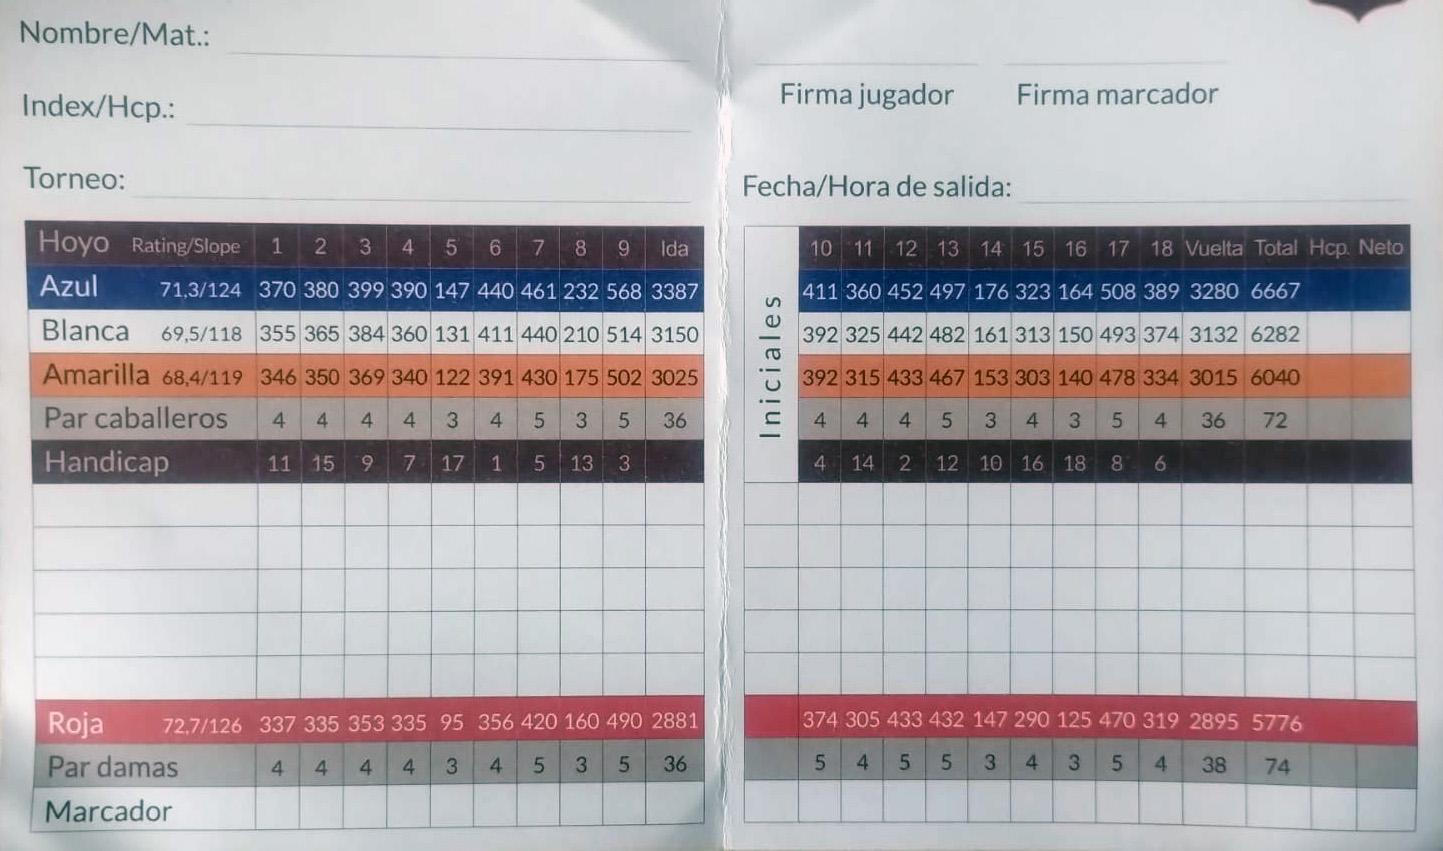 Nombre/Mat.:
Index/Hcp.:
Torneo:
Firma jugador Firma marcador
Fecha/Hora de salida:
Hoyo Rating/Slope 1 2 3 4 5 6 7 8 9 Ida
Azul 71,3/124 370 380 399 390 147 440 461 232 568 3387
Blanca 69,5/118 355 365 384 360 131 411 440 210 514 3150
Amarilla 68,4/119 346 350 369 340 122 391 430 175 502 3025
Par caballeros 4 4 4 4 3 4 5 3 5 36
Handicap 11 15 9 7 17 1 5 13 3
Roja 72,7/126 337 335 353 335 95 356 420 160 490 2881
Par damas 4 4 4 4 3 4 5 3 5 36
Marcador
Iniciales
10 11 12 13 14 15 16 17 18 Vuelta Total Hcp. Neto
411 360 452 497 176 323 164 508 389 3280 6667
392 325 442 482 161 313 150 493 374 3132 6282
392 315 433 467 153 303 140 478 334 3015 6040
4 4 4 5 3 4 3 5 4 36 72
4 14 2 12 10 16 18 8 6
374 305 433 432 147 290 125 470 319 2895 5776
5 4 5 5 3 4 3 5 4 38 74